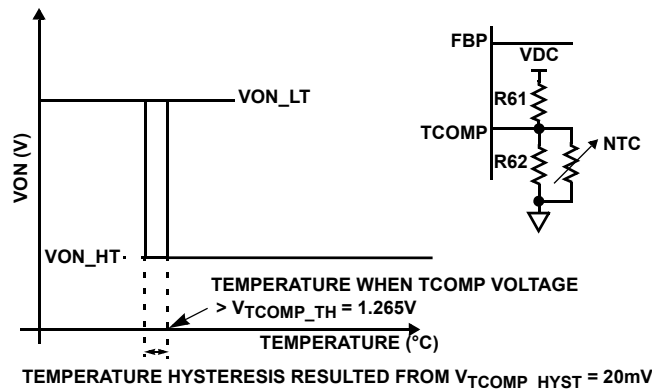 FBP
VDC
R61
TCOMP
R62
NTC
VON (V)
VON_LT
VON_HT
TEMPERATURE WHEN TCOMP VOLTAGE
> VTCOMP_TH = 1.265V
TEMPERATURE (°C)
TEMPERATURE HYSTERESIS RESULTED FROM VTCOMP_HYST = 20mV